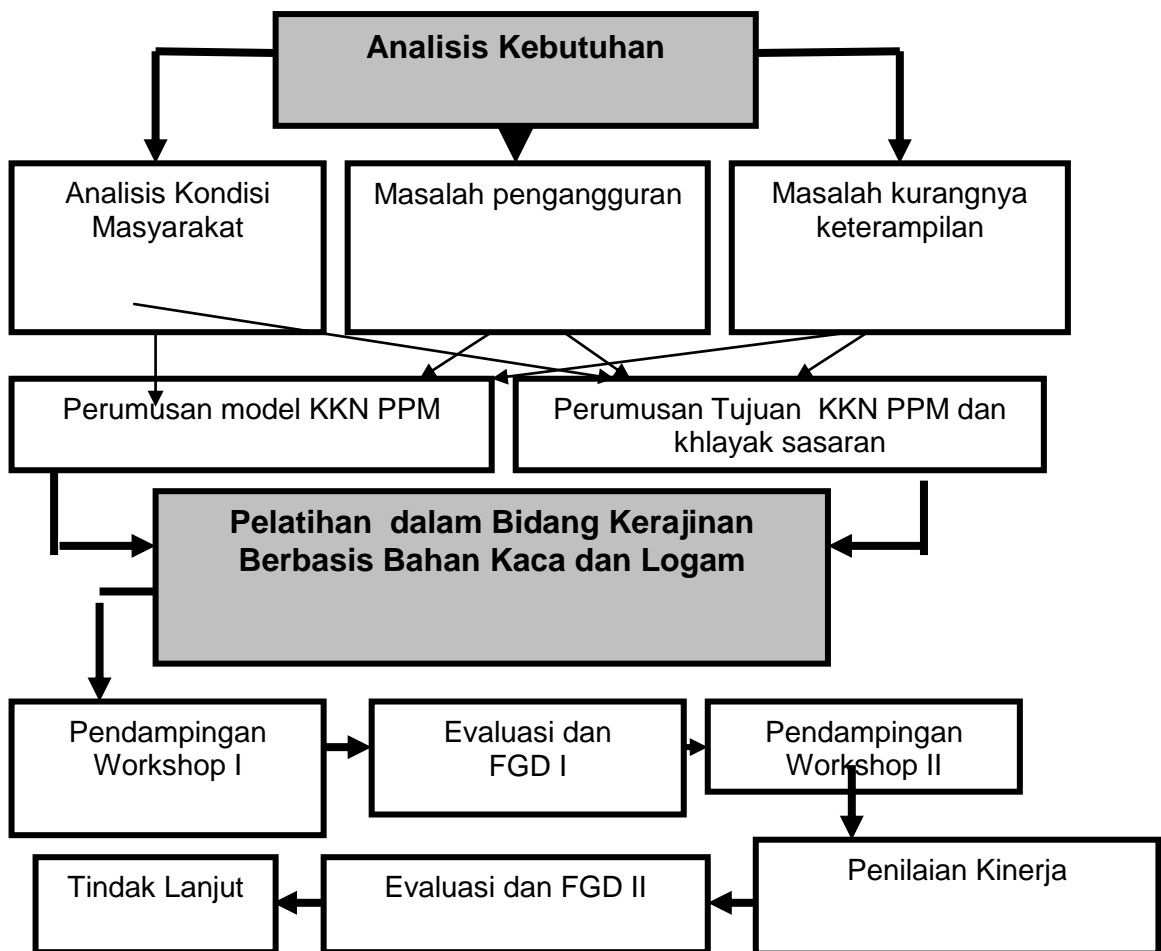 Analisis Kebutuhan
Analisis Kondisi
Masyarakat
Masalah pengangguran
Masalah kurangnya
keterampilan
Perumusan model KKN PPM
Perumusan Tujuan KKN PPM dan
khlayak sasaran
Pelatihan dalam Bidang Kerajinan
Berbasis Bahan Kaca dan Logam
Pendampingan
Workshop I
Evaluasi dan
FGD I
Pendampingan
Workshop II
Tindak Lanjut
Evaluasi dan FGD II
Penilaian Kinerja